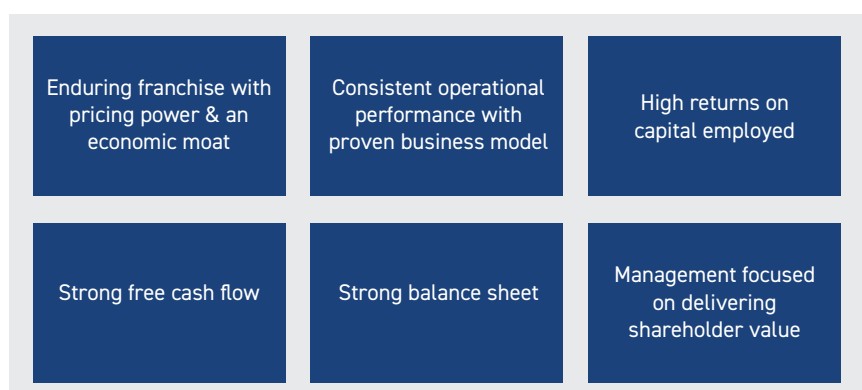 Enduring franchise with
pricing power & an
economic moat
Consistent operational
performance with
proven business model
High returns on
capital employed
Strong free cash flow
Strong balance sheet
Management focused
on delivering
shareholder value